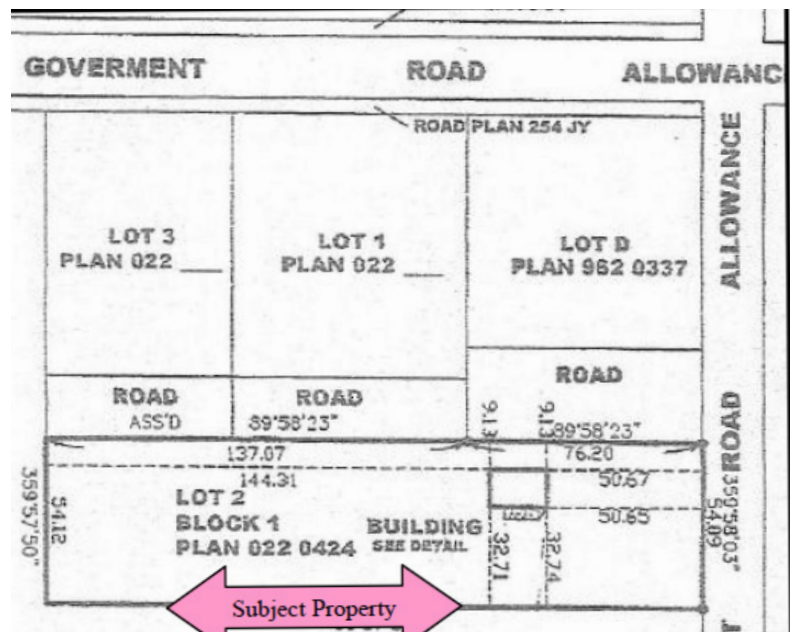 GOVERMENT ROAD ALLOWANC
ROAD PLAN 254 JY
ALLOWANCE
LOT 3
PLAN 022 ___
LOT 1
PLAN 022 ___
LOT D
PLAN 962 0337
ROAD
ASS'D
ROAD
89°58'23"
ROAD
9.13
9.13
89°58'23"
ROAD
137.07
76.20
144.31
50.67
359°57'50"
54.12
LOT 2
BLOCK 1
PLAN 022 0424
BUILDING
SEE DETAIL
50.65
54.09
359°58'03"
32.71
32.74
Subject Property